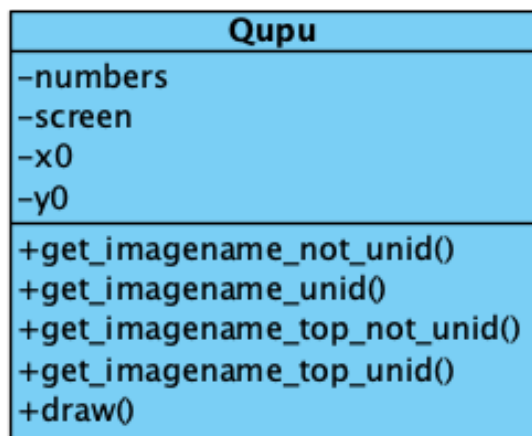 Qupu
-numbers
-screen
-x0
-y0
+get_imagename_not_unid()
+get_imagename_unid()
+get_imagename_top_not_unid()
+get_imagename_top_unid()
+draw()